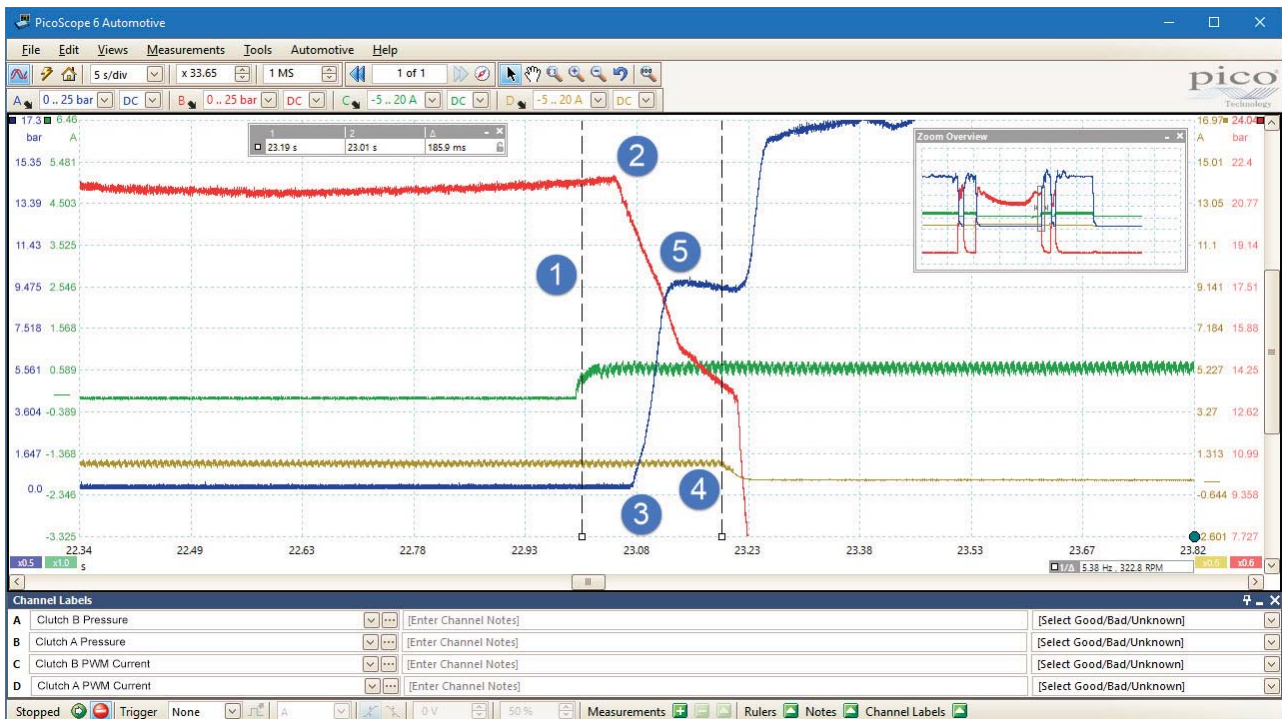 PicoScope 6 Automotive
File Edit Views Measurements Tools Automotive Help
5 s/div x 33.65 1 MS 1 of 1
pico
Technology
A 0 .. 25 bar DC B 0 .. 25 bar DC C -5 .. 20 A DC D -5 .. 20 A DC
17.3 6.46 16.97 24.04
bar A A bar
1 2 Δ
23.19 s 23.01 s 185.9 ms
Zoom Overview
15.35 5.481 15.01 22.4
2
13.39 4.503 13.05 20.77
11.43 3.525 11.1 19.14
5
1
9.475 2.546 9.141 17.51
7.518 1.568 7.184 15.88
5.561 0.589 5.227 14.25
3.604 -0.389 3.27 12.62
1.647 -1.368 1.313 10.99
4
0.0 -2.346 -0.644 9.358
3
-3.325 2.601 7.727
22.34 22.49 22.63 22.78 22.93 23.08 23.23 23.38 23.53 23.67 23.82
x0.5 x1.0 s 1/Δ 5.38 Hz , 322.8 RPM x0.6
Channel Labels
A Clutch B Pressure [Enter Channel Notes] [Select Good/Bad/Unknown]
B Clutch A Pressure [Enter Channel Notes] [Select Good/Bad/Unknown]
C Clutch B PWM Current [Enter Channel Notes] [Select Good/Bad/Unknown]
D Clutch A PWM Current [Enter Channel Notes] [Select Good/Bad/Unknown]
Stopped Trigger None A 0 V 50 % Measurements Rulers Notes Channel Labels